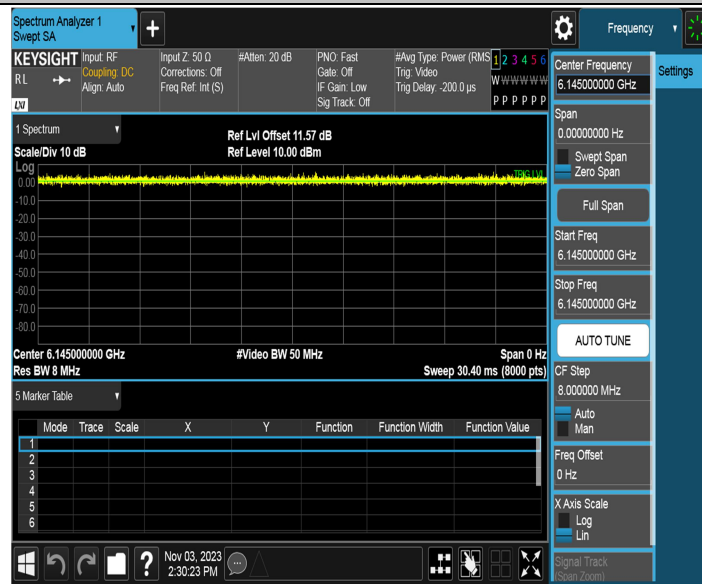 Spectrum Analyzer 1
Swept SA
+
Frequency
KEYSIGHT
RL
LXI
Input: RF
Coupling: DC
Align: Auto
Input Z: 50 Ω
Corrections: Off
Freq Ref: Int (S)
#Atten: 20 dB
PNO: Fast
Gate: Off
IF Gain: Low
Sig Track: Off
#Avg Type: Power (RMS
Trig: Video
Trig Delay: -200.0 µs
1 2 3 4 5 6
W W W W W W
P P P P P P
Settings
Center Frequency
6.145000000 GHz
Span
0.00000000 Hz
Swept Span
Zero Span
Full Span
Start Freq
6.145000000 GHz
Stop Freq
6.145000000 GHz
AUTO TUNE
CF Step
8.000000 MHz
Auto
Man
Freq Offset
0 Hz
X Axis Scale
Log
Lin
Signal Track
(Span Zoom)
1 Spectrum
Scale/Div 10 dB
Ref Lvl Offset 11.57 dB
Ref Level 10.00 dBm
Log
TRIG LVL
0.00
-10.0
-20.0
-30.0
-40.0
-50.0
-60.0
-70.0
-80.0
Center 6.145000000 GHz
#Video BW 50 MHz
Span 0 Hz
Res BW 8 MHz
Sweep 30.40 ms (8000 pts)
5 Marker Table
Mode Trace Scale X Y Function Function Width Function Value
1
2
3
4
5
6
?
Nov 03, 2023
2:30:23 PM